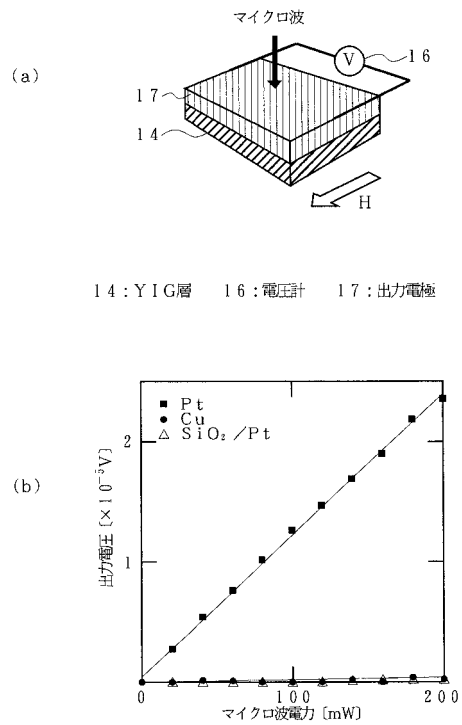 マイクロ波
(a)
V
16
17
14
H
14:YIG層 16:電圧計 17:出力電極
(b)
■ Pt
● Cu
△ SiO₂/Pt
出力電圧〔×10⁻⁵V〕
2
1
0
100
200
マイクロ波電力〔mW〕